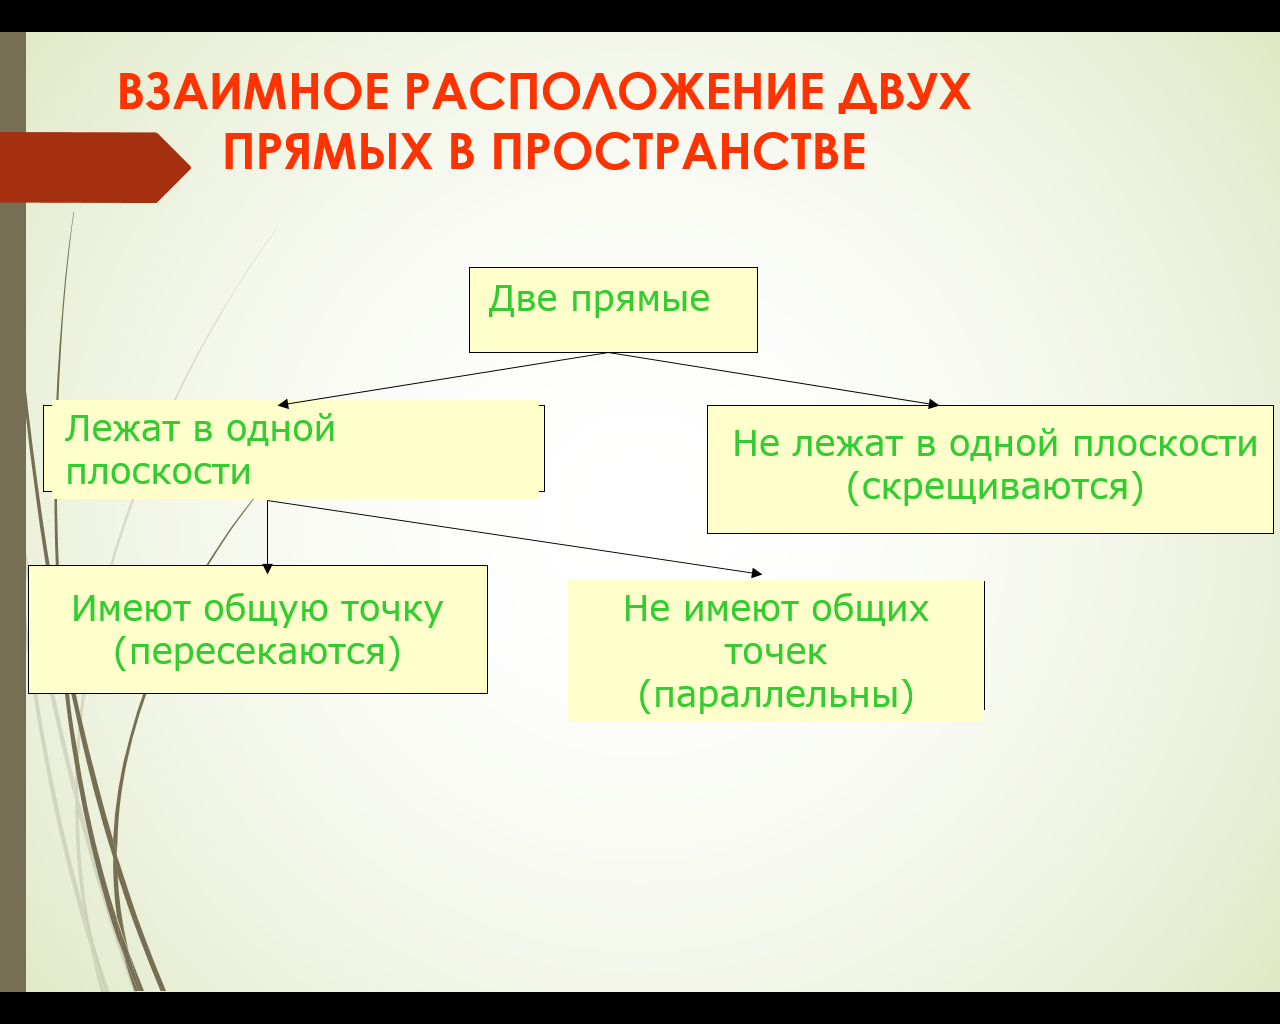 ВЗАИМНОЕ РАСПОЛОЖЕНИЕ ДВУХ
ПРЯМЫХ В ПРОСТРАНСТВЕ
Две прямые
Лежат в одной
плоскости
Не лежат в одной плоскости
(скрещиваются)
Имеют общую точку
(пересекаются)
Не имеют общих
точек
(параллельны)